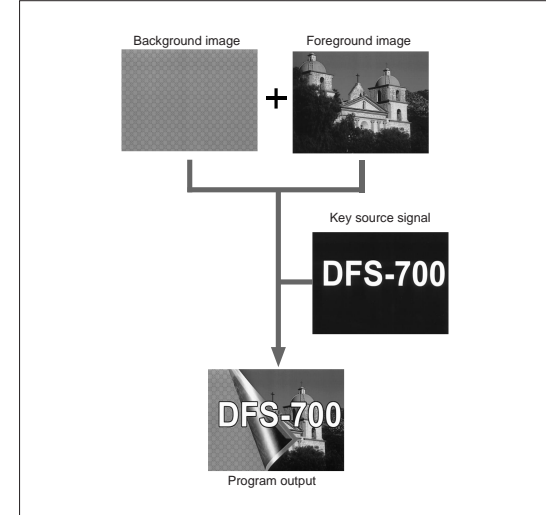 Background image
Foreground image
Key source signal
DFS-700
DFS-700
Program output